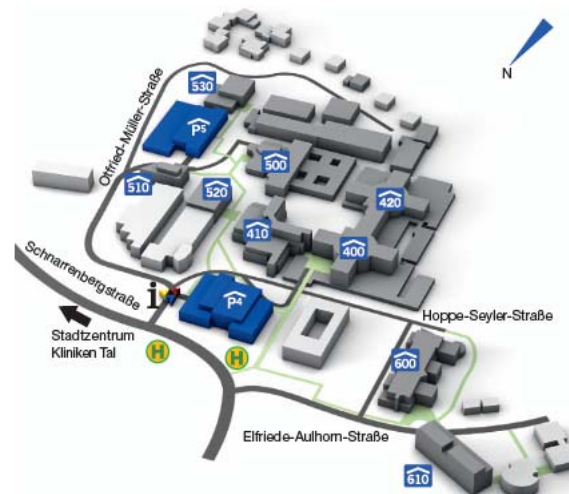 N
530
Ottfried-Müller-Straße
P5
500
510
520
420
410
400
Schnarrenbergstraße
i
P4
Stadtzentrum
Kliniken Tal
H
H
Hoppe-Seyler-Straße
600
Elfriede-Aulhorn-Straße
610